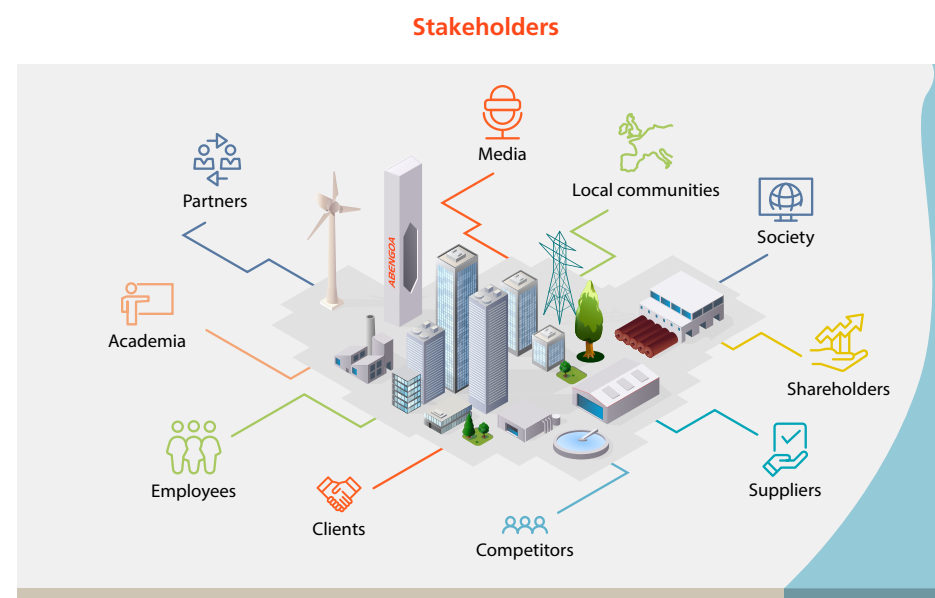 Stakeholders
Media
Local communities
Partners
Society
ABENGOA
Academia
Shareholders
Employees
Suppliers
Clients
Competitors